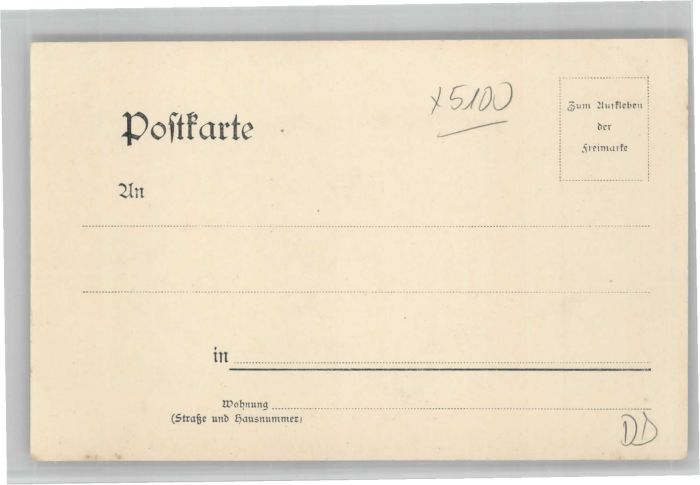 x5100
Postkarte
Zum Aufkleben
der
Freimarke
An
in
Wohnung
(Straße und Hausnummer)
DD